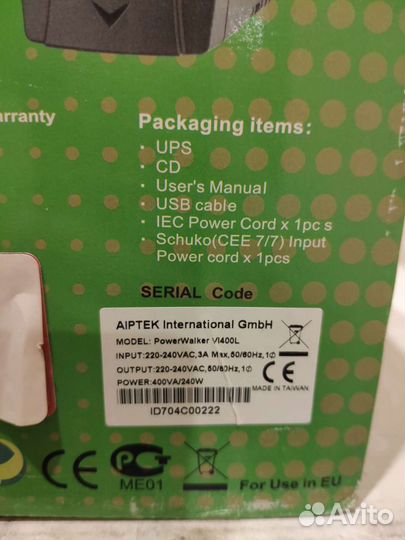 arranty
Packaging items:
· UPS
· CD
· User's Manual
· USB cable
· IEC Power Cord x 1pc s
· Schuko(CEE 7/7) Input
Power cord x 1pcs
SERIAL Code
AIPTEK International GmbH
MODEL: PowerWalker VI400L
INPUT:220-240VAC,3A Max,50/60Hz,1Φ
OUTPUT:220-240VAC,50/60Hz,1Φ
POWER:400VA/240W
CE
MADE IN TAIWAN
ID704C00222
CE
PCT
ME01
For Use in EU
Avito